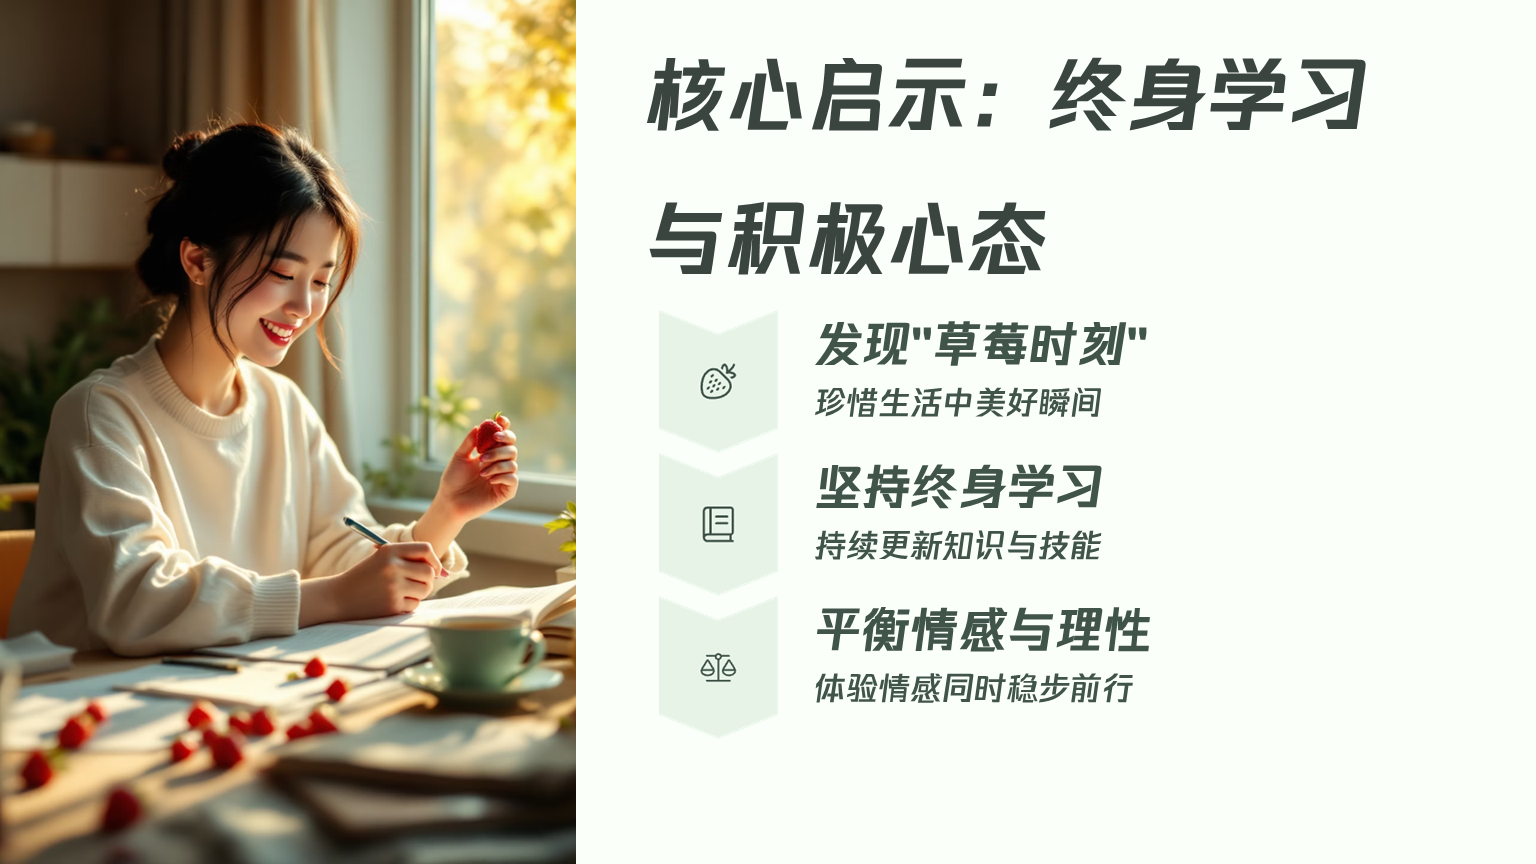 核心启示：终身学习
与积极心态
发现"草莓时刻"
珍惜生活中美好瞬间
坚持终身学习
持续更新知识与技能
平衡情感与理性
体验情感同时稳步前行